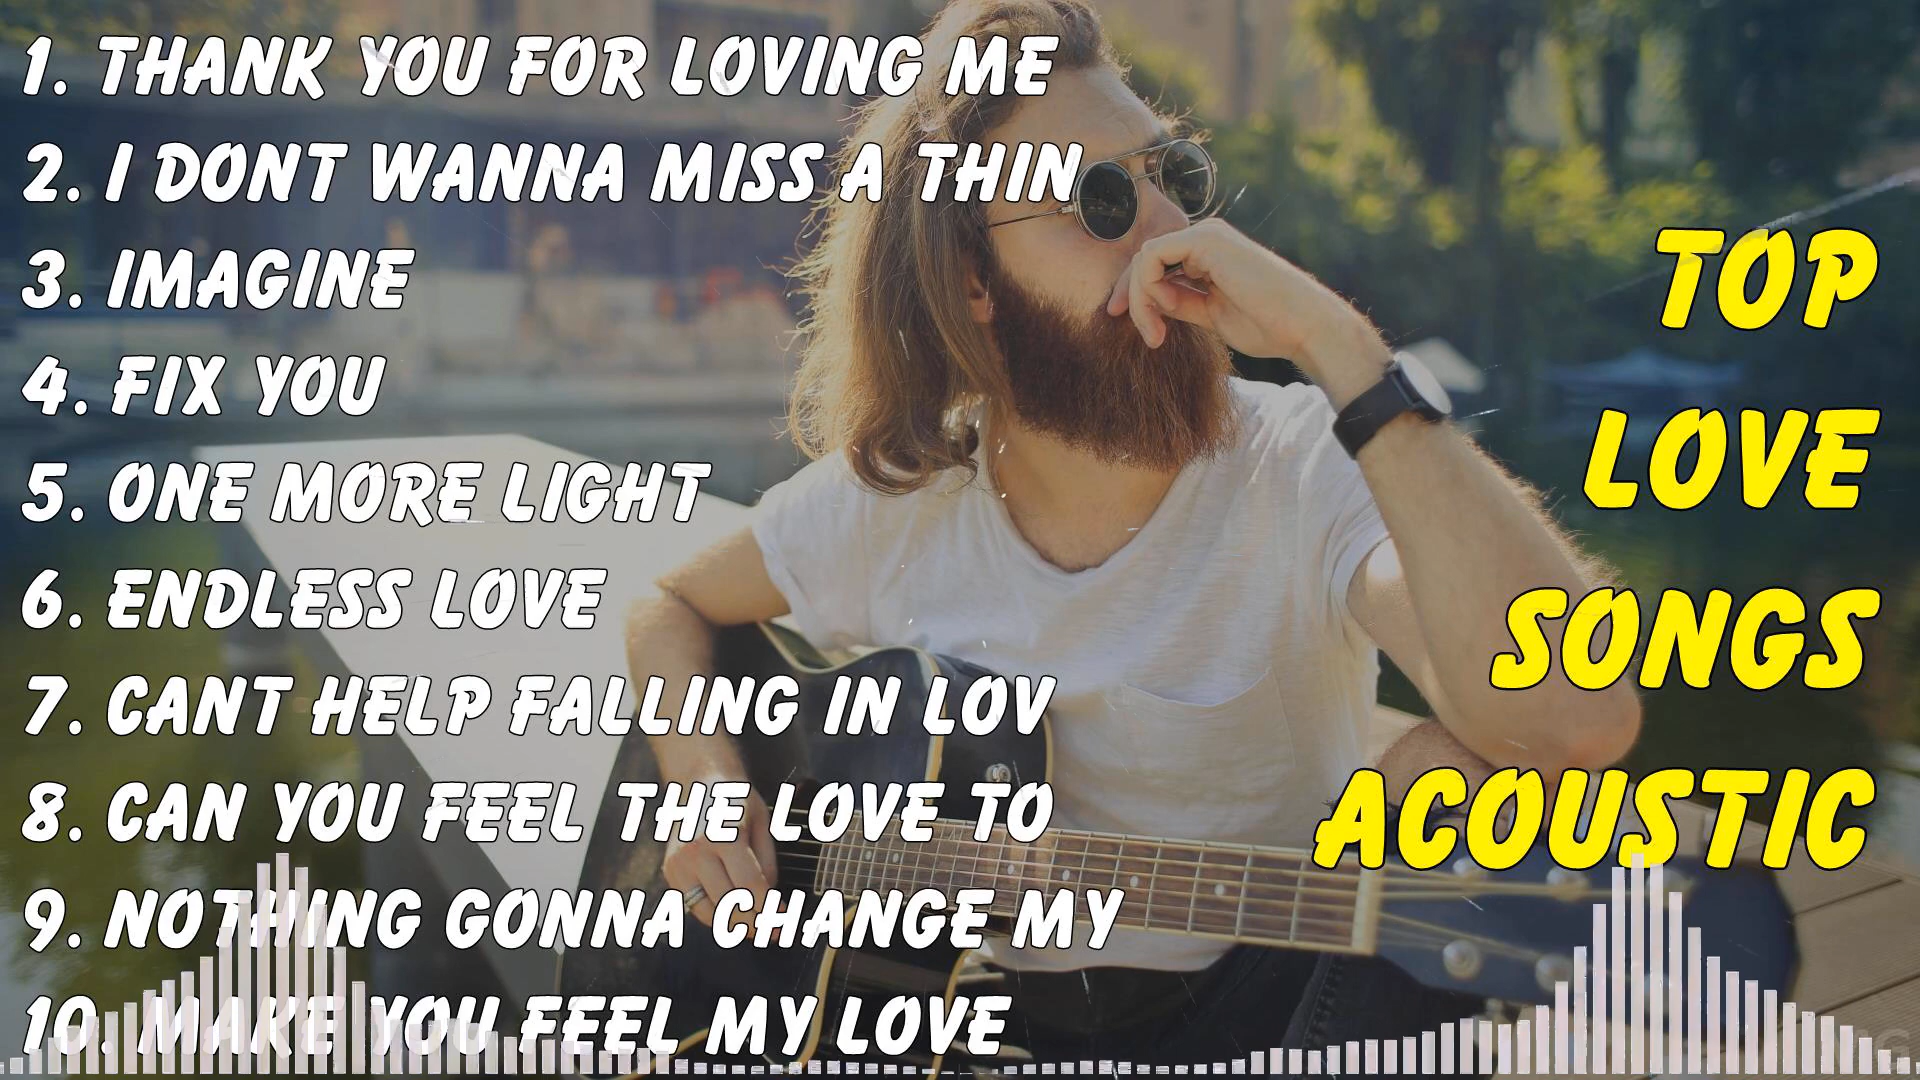 1. THANK YOU FOR LOVING ME
2. I DONT WANNA MISS A THIN
3. IMAGINE
4. FIX YOU
5. ONE MORE LIGHT
6. ENDLESS LOVE
7. CANT HELP FALLING IN LOV
8. CAN YOU FEEL THE LOVE TO
9. NOTHING GONNA CHANGE MY
10. MAKE YOU FEEL MY LOVE
TOP
LOVE
SONGS
ACOUSTIC